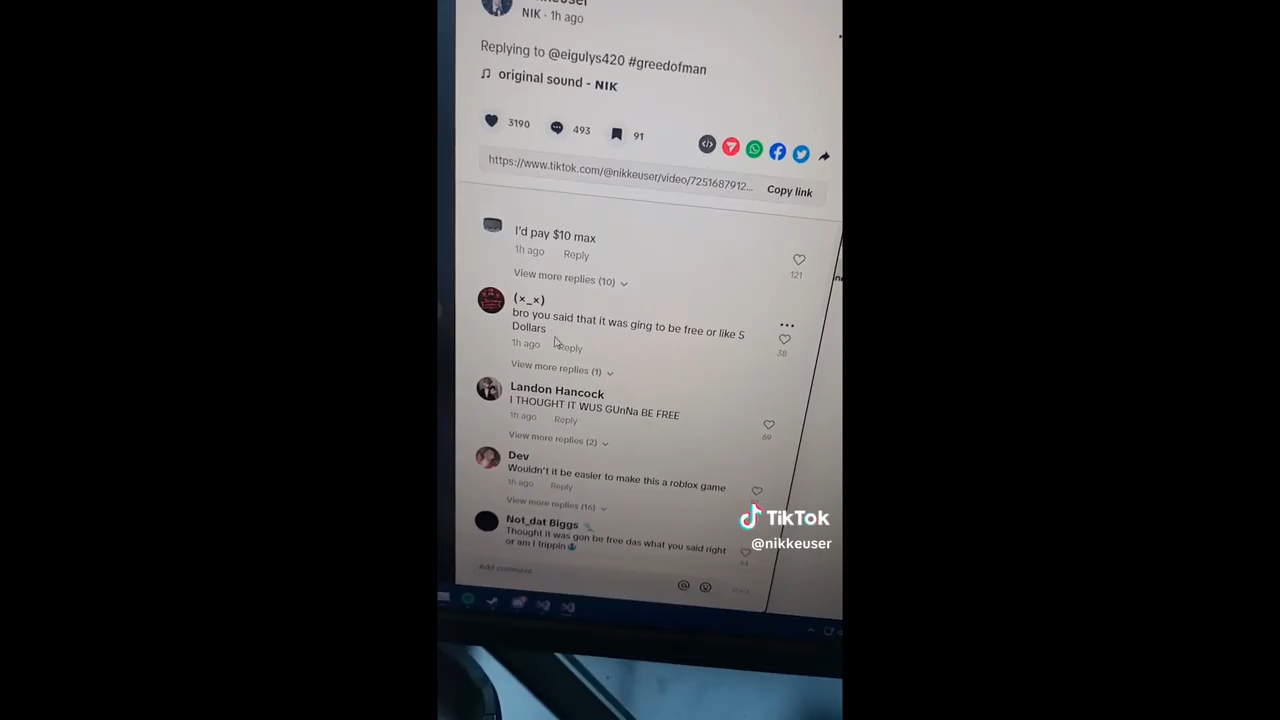 NIK · 1h ago
Replying to @eigulys420 #greedofman
original sound - NIK
3190
493
91
https://www.tiktok.com/@nikkeuser/video/7251687912...
Copy link
I'd pay $10 max
1h ago Reply
121
View more replies (10)
(×_×)
bro you said that it was ging to be free or like 5
Dollars
1h ago Reply
38
View more replies (1)
Landon Hancock
I THOUGHT IT WUS GUnNa BE FREE
1h ago Reply
69
View more replies (2)
Dev
Wouldn't it be easier to make this a roblox game
1h ago Reply
View more replies (16)
Not_dat Biggs
Thought it was gon be free das what you said right
or am I trippin
Add comment
TikTok
@nikkeuser